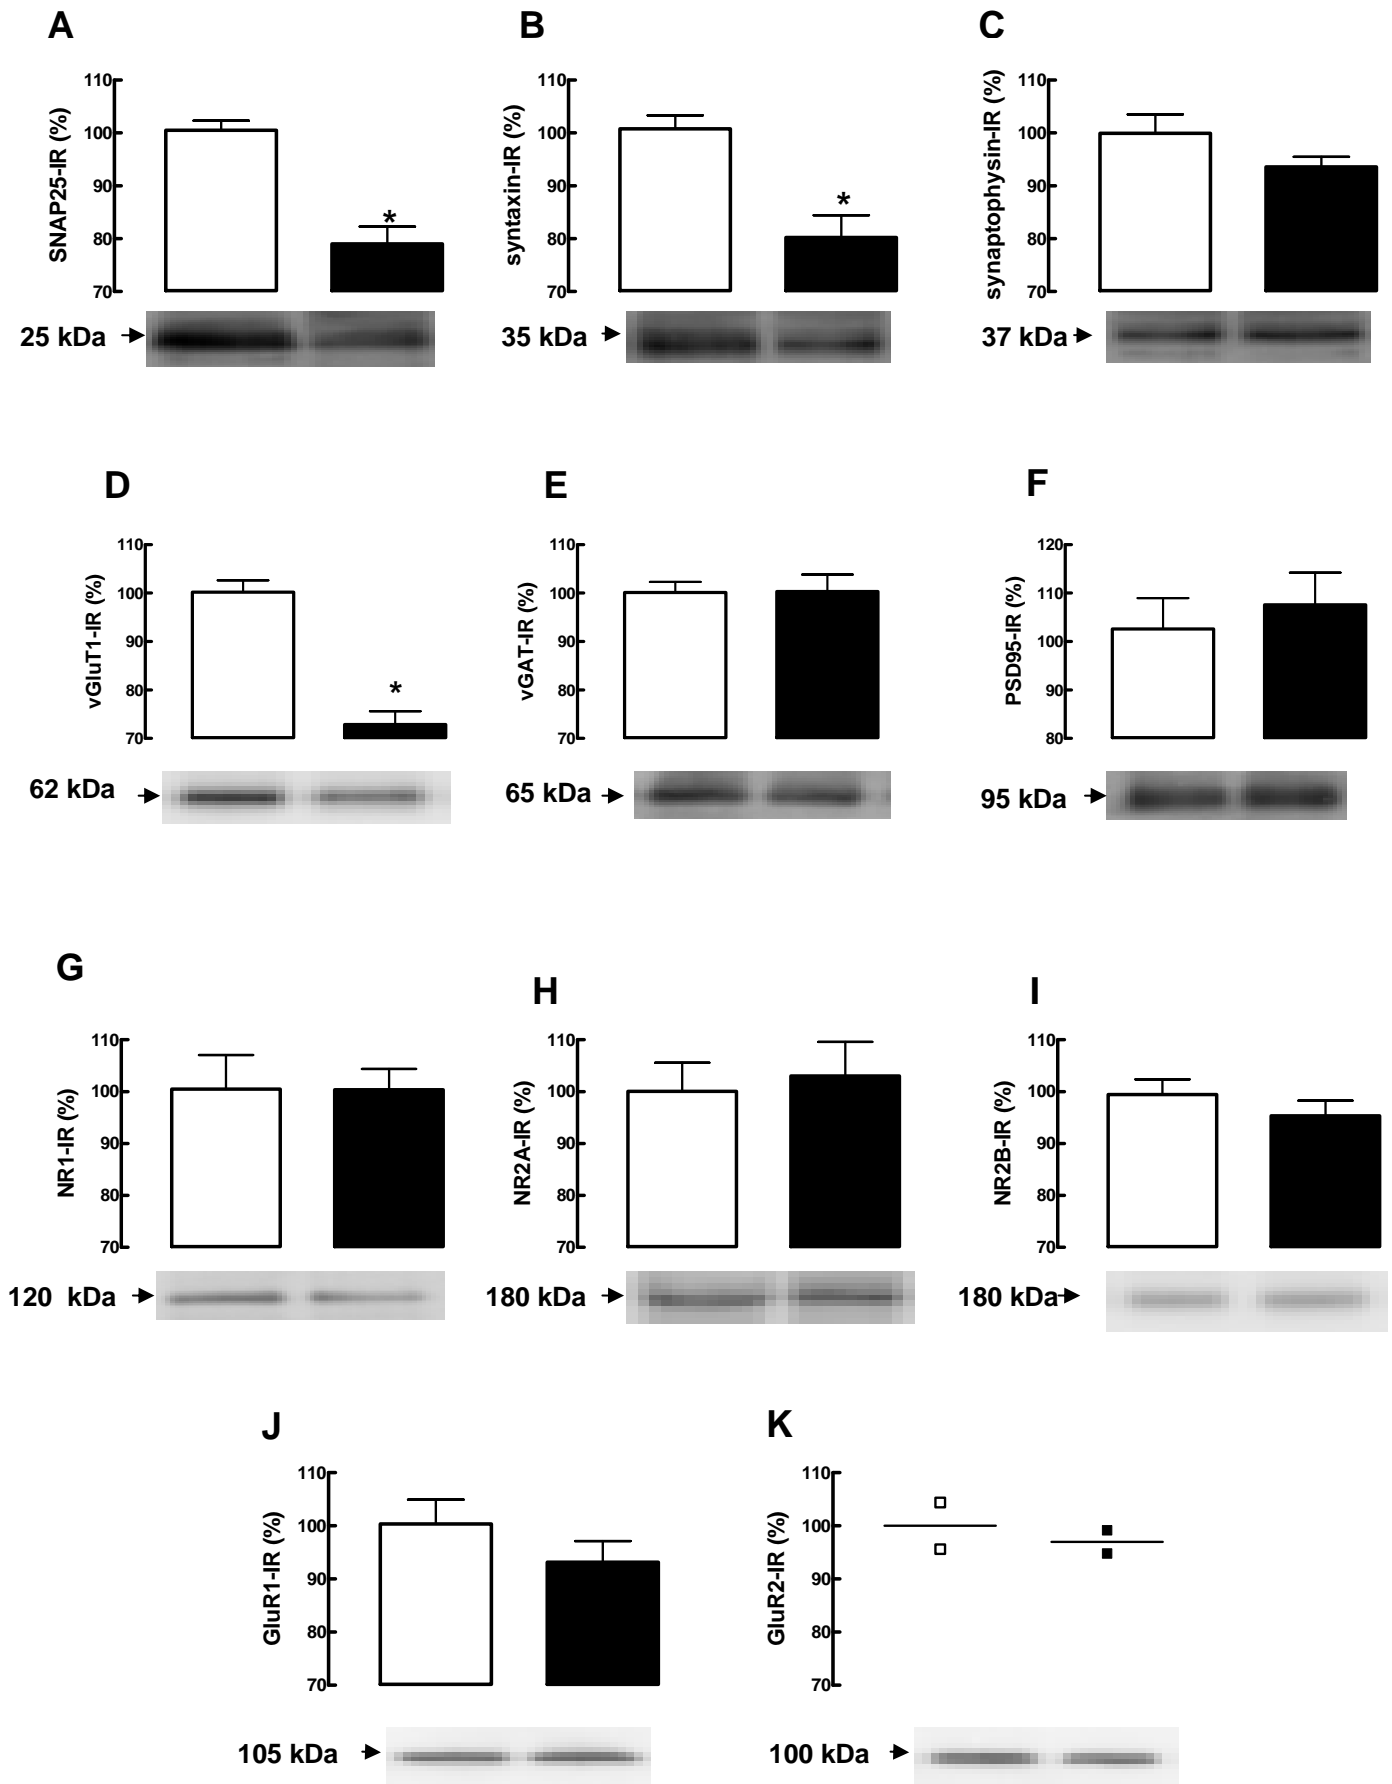 A
B
C
SNAP25-IR (%)
110
100
90
80
70
*
25 kDa
syntaxin-IR (%)
110
100
90
80
70
*
35 kDa
synaptophysin-IR (%)
110
100
90
80
70
37 kDa
D
E
F
vGluT1-IR (%)
110
100
90
80
70
*
62 kDa
vGAT-IR (%)
110
100
90
80
70
65 kDa
PSD95-IR (%)
120
110
100
90
80
95 kDa
G
H
I
NR1-IR (%)
110
100
90
80
70
120 kDa
NR2A-IR (%)
110
100
90
80
70
180 kDa
NR2B-IR (%)
110
100
90
80
70
180 kDa
J
K
GluR1-IR (%)
110
100
90
80
70
105 kDa
GluR2-IR (%)
110
100
90
80
70
100 kDa